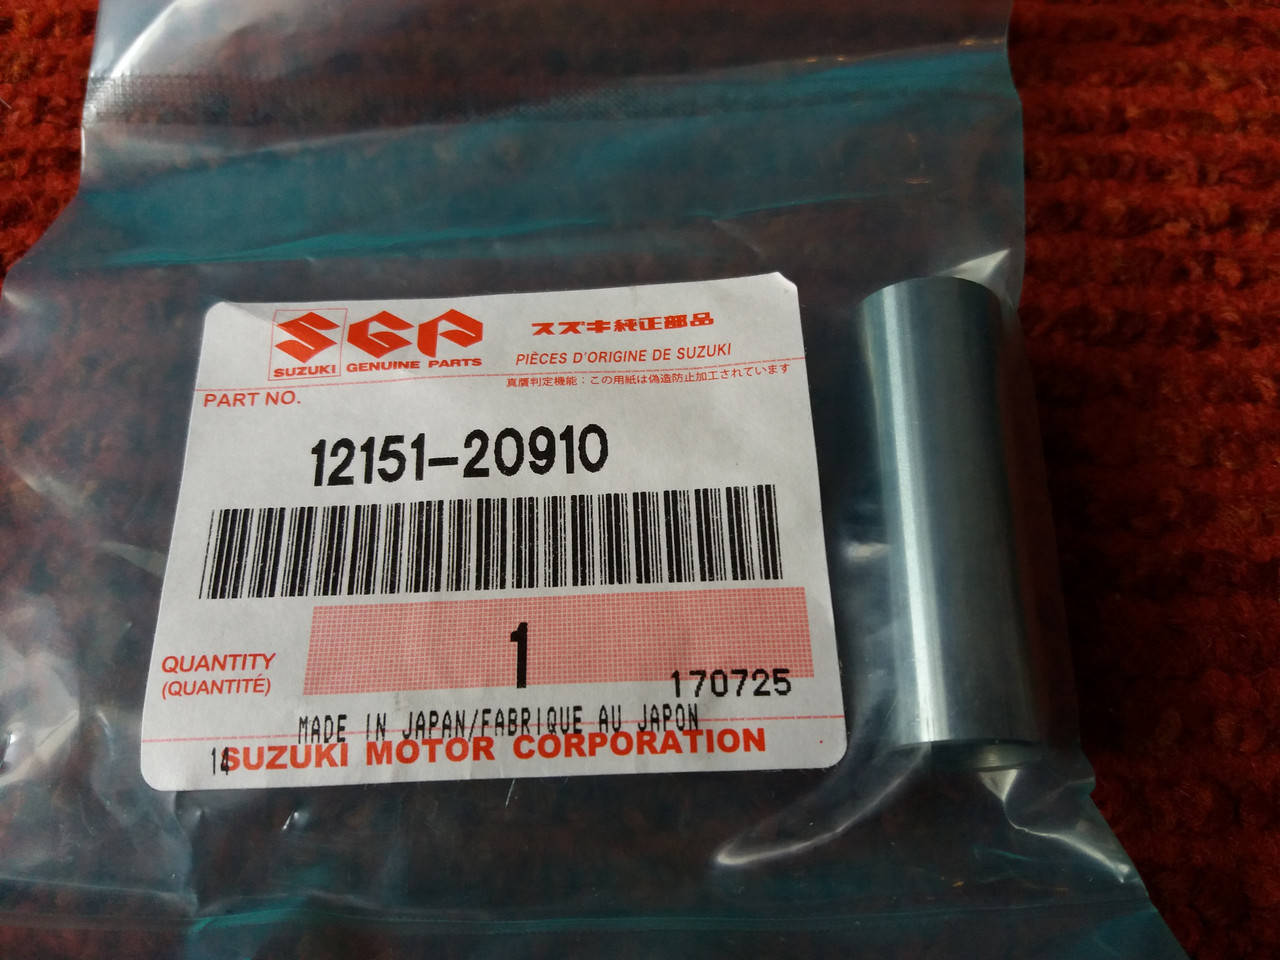 SGP
SUZUKI GENUINE PARTS
スズキ純正部品
PIÈCES D'ORIGINE DE SUZUKI
真贋判定機能：この用紙は偽造防止加工されています
PART NO.
12151-20910
QUANTITY
(QUANTITÉ)
1
170725
MADE IN JAPAN/FABRIQUE AU JAPON
SUZUKI MOTOR CORPORATION